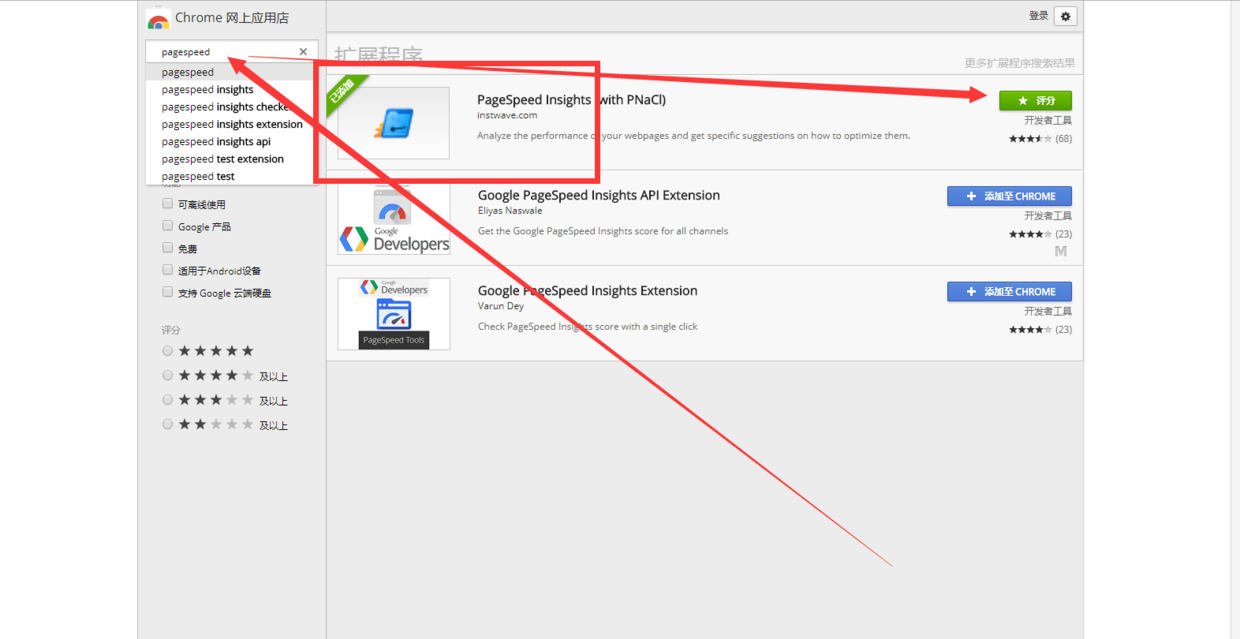 Chrome 网上应用店
登录
pagespeed
pagespeed
pagespeed insights
pagespeed insights checke
pagespeed insights extension
pagespeed insights api
pagespeed test extension
pagespeed test
可离线使用
Google 产品
免费
适用于Android设备
支持 Google 云端硬盘
评分
及以上
及以上
及以上
扩展程序
更多扩展程序搜索结果
已添加
PageSpeed Insights (with PNaCl)
instwave.com
Analyze the performance of your webpages and get specific suggestions on how to optimize them.
评分
开发者工具
(68)
Google
Developers
Google PageSpeed Insights API Extension
Eliyas Naswale
Get the Google PageSpeed Insights score for all channels
添加至 CHROME
开发者工具
(23)
Google
Developers
PageSpeed Tools
Google PageSpeed Insights Extension
Varun Dey
Check PageSpeed Insights score with a single click
添加至 CHROME
开发者工具
(23)